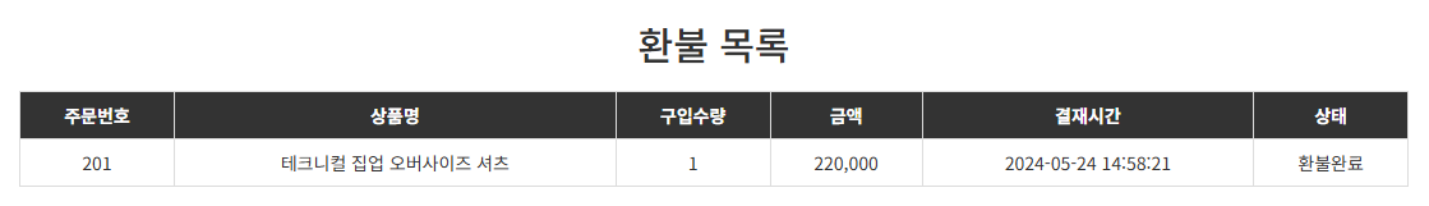 환불 목록
주문번호 상품명 구입수량 금액 결재시간 상태
201 테크니컬 집업 오버사이즈 셔츠 1 220,000 2024-05-24 14:58:21 환불완료